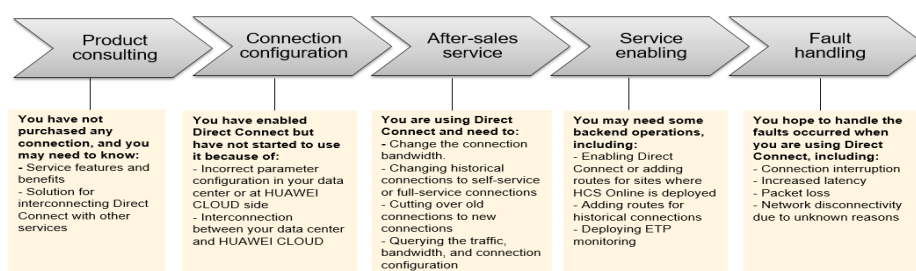 Product
consulting
Connection
configuration
After-sales
service
Service
enabling
Fault
handling
You have not
purchased any
connection, and you
may need to know:
- Service features and
benefits
- Solution for
interconnecting Direct
Connect with other
services
You have enabled
Direct Connect but
have not started to use
it because of:
- Incorrect parameter
configuration in your data
center or at HUAWEI
CLOUD side
- Interconnection
between your data center
and HUAWEI CLOUD
You are using Direct
Connect and need to:
- Change the connection
bandwidth.
- Changing historical
connections to self-service
or full-service connections
- Cutting over old
connections to new
connections
- Querying the traffic,
bandwidth, and connection
configuration
You may need some
backend operations,
including:
- Enabling Direct
Connect or adding
routes for sites where
HCS Online is deployed
- Adding routes for
historical connections
- Deploying ETP
monitoring
You hope to handle the
faults occurred when
you are using Direct
Connect, including:
- Connection interruption
- Increased latency
- Packet loss
- Network disconnectivity
due to unknown reasons